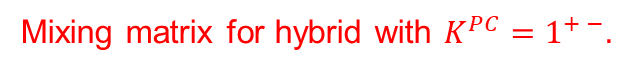 Mixing matrix for hybrid with $K^{PC} = 1^{+-}$.